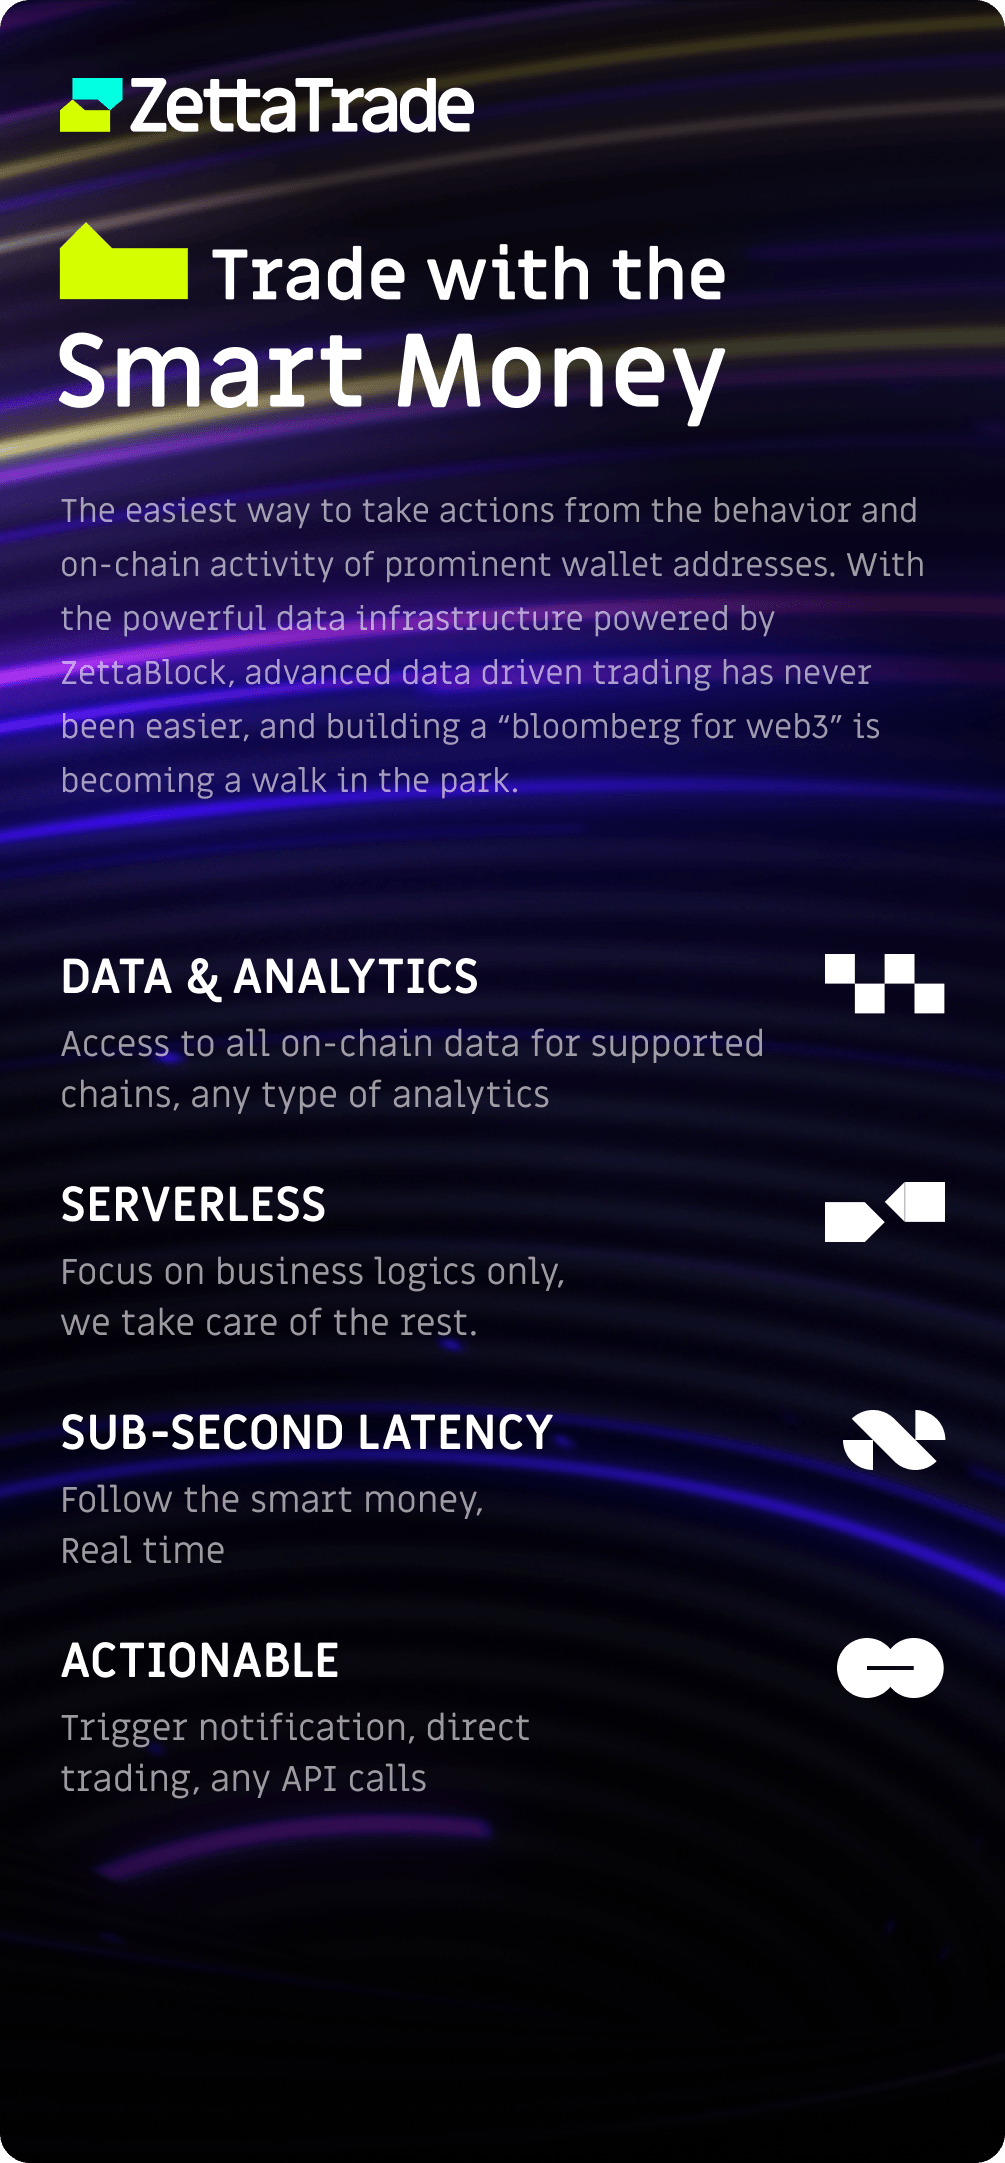 ZettaTrade
Trade with the
Smart Money
The easiest way to take actions from the behavior and
on-chain activity of prominent wallet addresses. With
the powerful data infrastructure powered by
ZettaBlock, advanced data driven trading has never
been easier, and building a “bloomberg for web3” is
becoming a walk in the park.
DATA & ANALYTICS
Access to all on-chain data for supported
chains, any type of analytics
SERVERLESS
Focus on business logics only,
we take care of the rest.
SUB-SECOND LATENCY
Follow the smart money,
Real time
ACTIONABLE
Trigger notification, direct
trading, any API calls